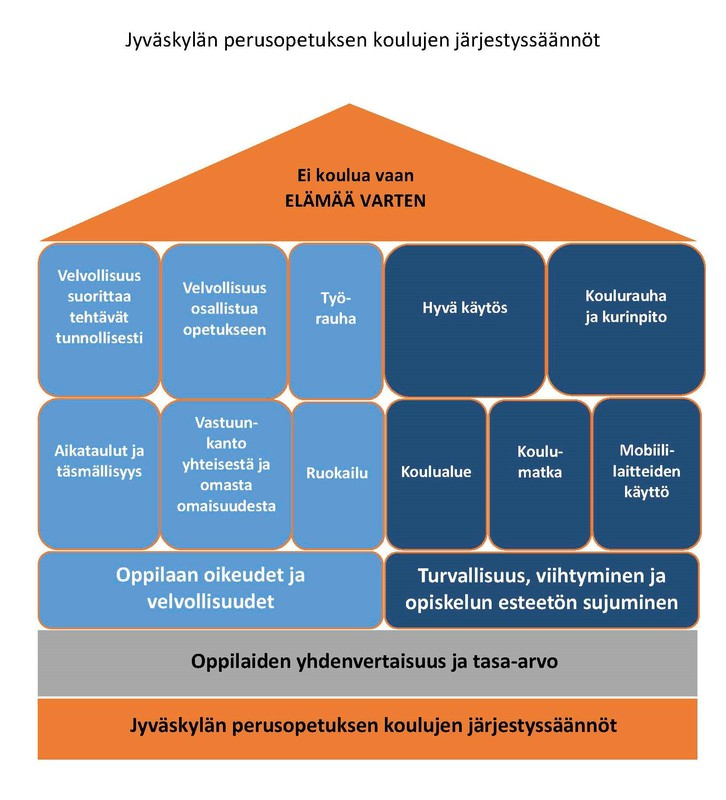 Jyväskylän perusopetuksen koulujen järjestyssäännöt
Ei koulua vaan
ELÄMÄÄ VARTEN
Velvollisuus
suorittaa
tehtävät
tunnollisesti
Velvollisuus
osallistua
opetukseen
Työ-
rauha
Hyvä käytös
Koulurauha
ja kurinpito
Aikataulut ja
täsmällisyys
Vastuun-
kanto
yhteisestä ja
omasta
omaisuudesta
Ruokailu
Koulualue
Koulu-
matka
Mobiili-
laitteiden
käyttö
Oppilaan oikeudet ja
velvollisuudet
Turvallisuus, viihtyminen ja
opiskelun esteetön sujuminen
Oppilaiden yhdenvertaisuus ja tasa-arvo
Jyväskylän perusopetuksen koulujen järjestyssäännöt